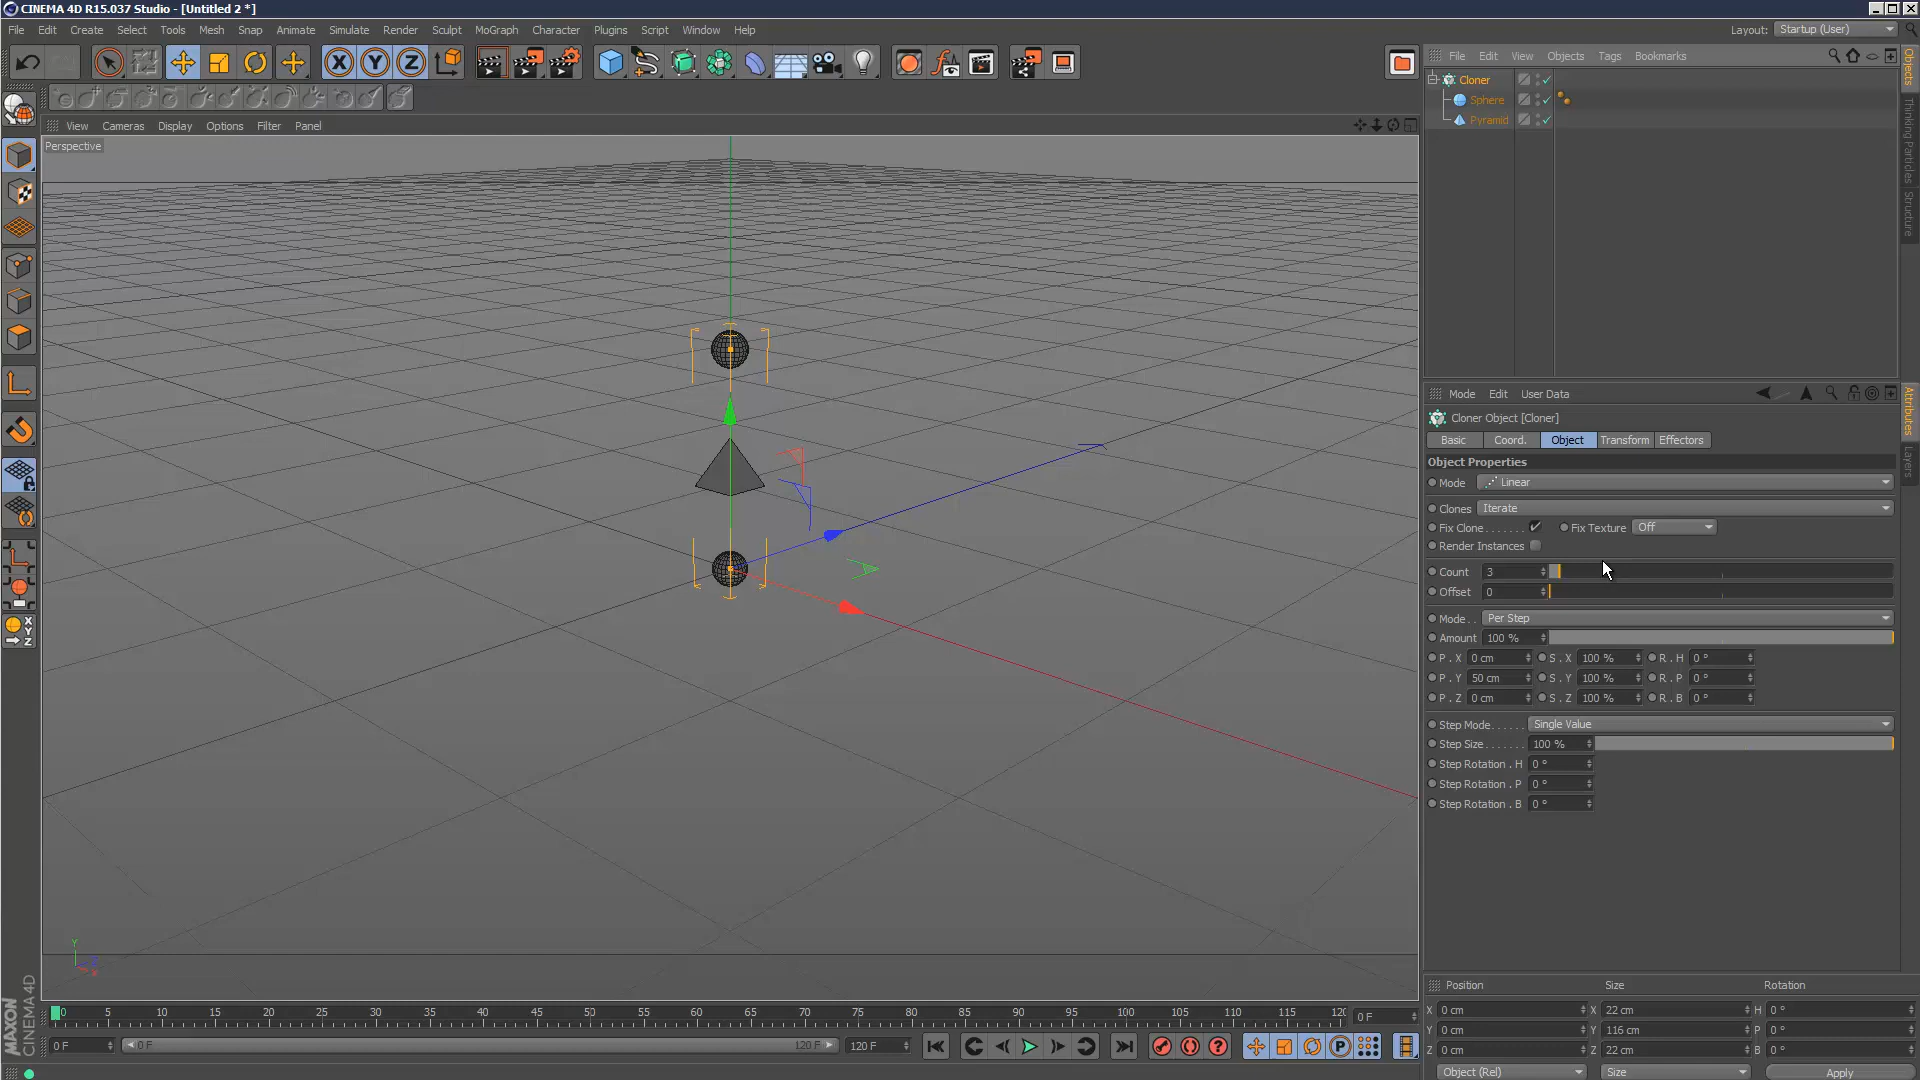 CINEMA 4D R15.037 Studio - [Untitled 2 *]
File Edit Create Select Tools Mesh Snap Animate Simulate Render Sculpt MoGraph Character Plugins Script Window Help
Layout: Startup (User)
X Y Z
File Edit View Objects Tags Bookmarks
Objects
Thinking Particles
Structure
Cloner
Sphere
Pyramid
View Cameras Display Options Filter Panel
Perspective
Mode Edit User Data
Attributes
Layers
Cloner Object [Cloner]
Basic Coord. Object Transform Effectors
Object Properties
Mode Linear
Clones Iterate
Fix Clone....... Fix Texture Off
Render Instances
Count 3
Offset 0
Mode.. Per Step
Amount 100 %
P . X 0 cm S . X 100 % R . H 0 °
P . Y 50 cm S . Y 100 % R . P 0 °
P . Z 0 cm S . Z 100 % R . B 0 °
Step Mode...... Single Value
Step Size....... 100 %
Step Rotation . H 0 °
Step Rotation . P 0 °
Step Rotation . B 0 °
X
Y
Z
Y
MAXON
CINEMA 4D
0 5 10 15 20 25 30 35 40 45 50 55 60 65 70 75 80 85 90 95 100 105 110 115 120
0 F
0 F 0 F 120 F 120 F
P
Position Size Rotation
X 0 cm X 22 cm H 0 °
Y 0 cm Y 116 cm P 0 °
Z 0 cm Z 22 cm B 0 °
Object (Rel) Size Apply